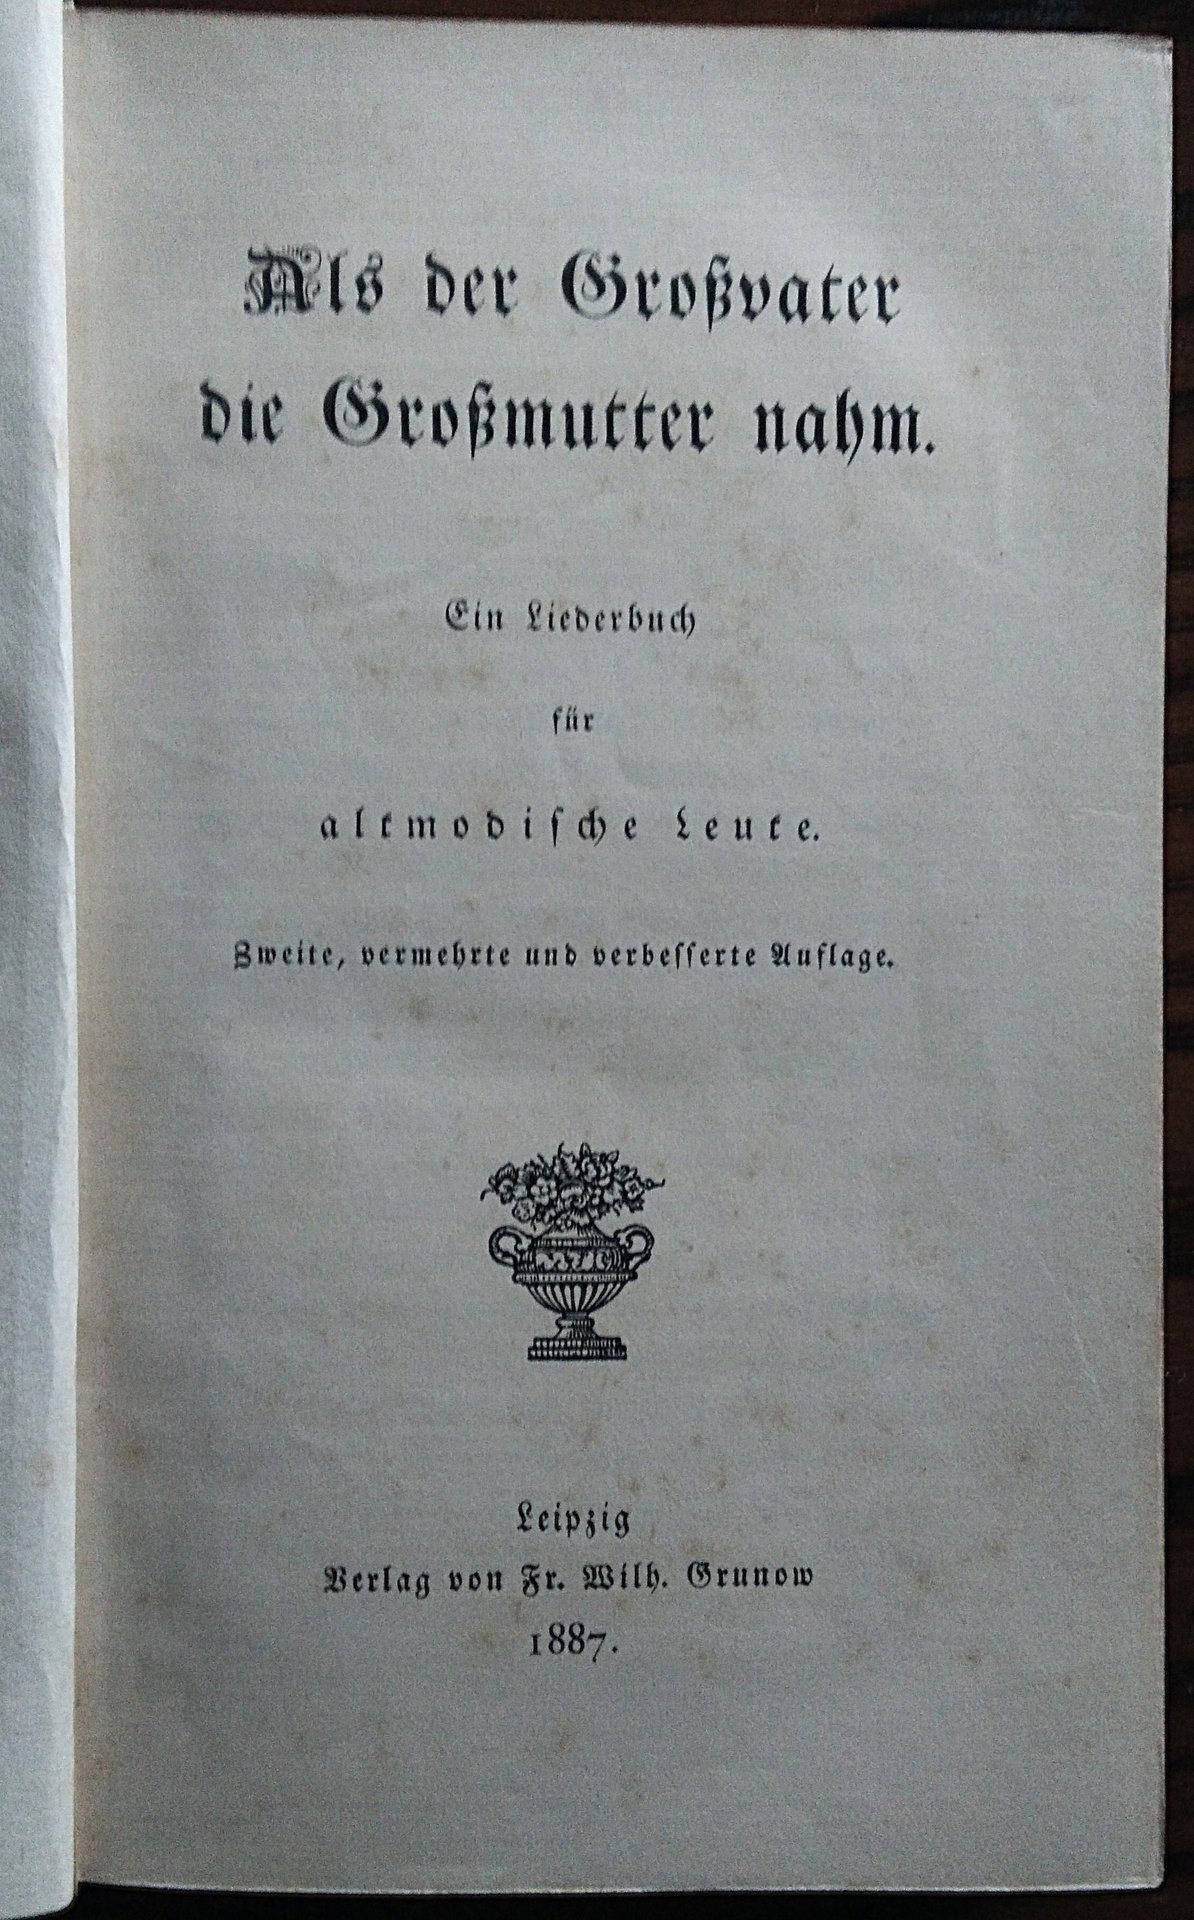 Als der Großvater
die Großmutter nahm.
Ein Liederbuch
für
altmodiſche Leute.
Zweite, vermehrte und verbeſſerte Auflage.
Leipzig
Verlag von Fr. Wilh. Grunow
1887.